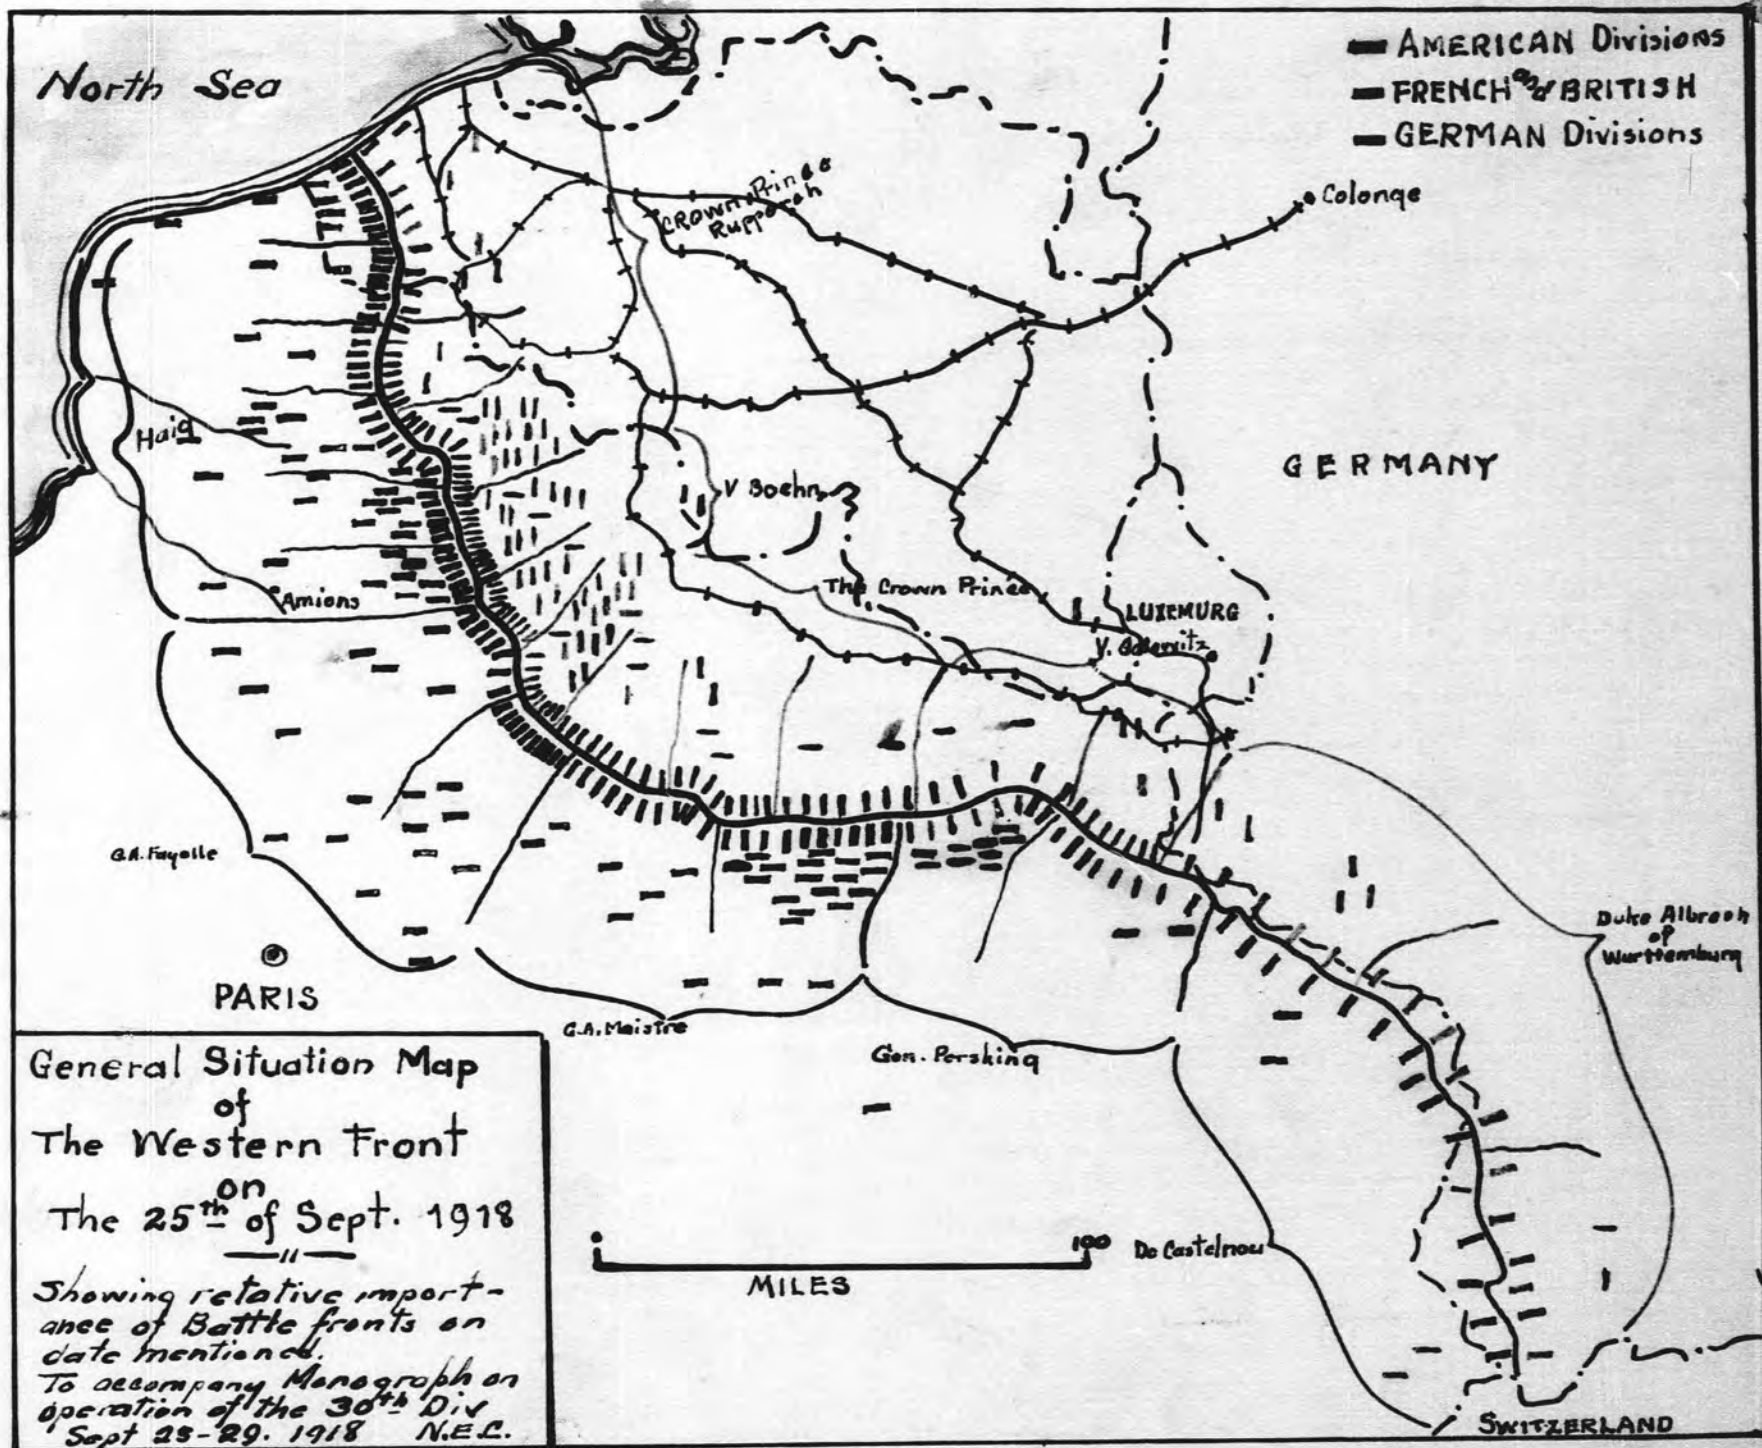 North Sea
AMERICAN Divisions
FRENCH and BRITISH
GERMAN Divisions
Colonge
CROWN Prince
Rupprech
GERMANY
Haig
V Boehn
Amions
The Crown Prince
LUXEMURG
V.
G.A. Fayolle
PARIS
G.A. Maistre
Gen. Pershing
Duke Albrech
of
Wurttemburg
De Castelnou
0 100
MILES
SWITZERLAND
General Situation Map
of
The Western Front
on
The 25th of Sept. 1918
Showing relative import-
ance of Battle fronts on
date mentioned.
To accompany Monograph on
operation of the 30th Div
Sept 23-29. 1918 N.E.C.